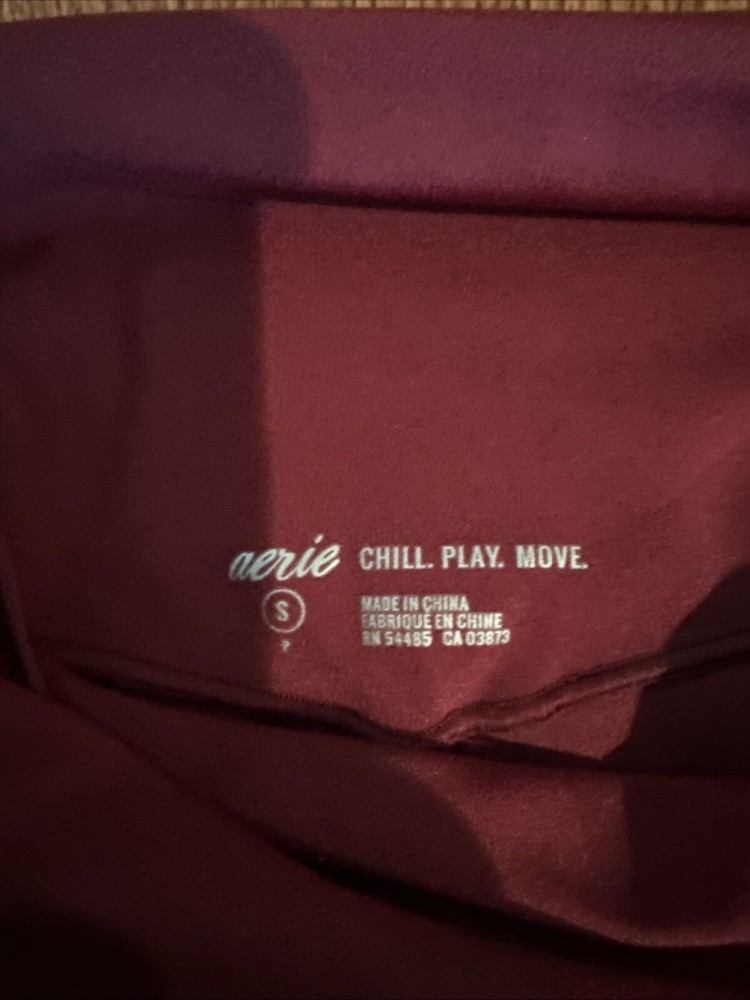 aerie CHILL. PLAY. MOVE.
S
P
MADE IN CHINA
FABRIQUÉ EN CHINE
RN 54485 CA 03873